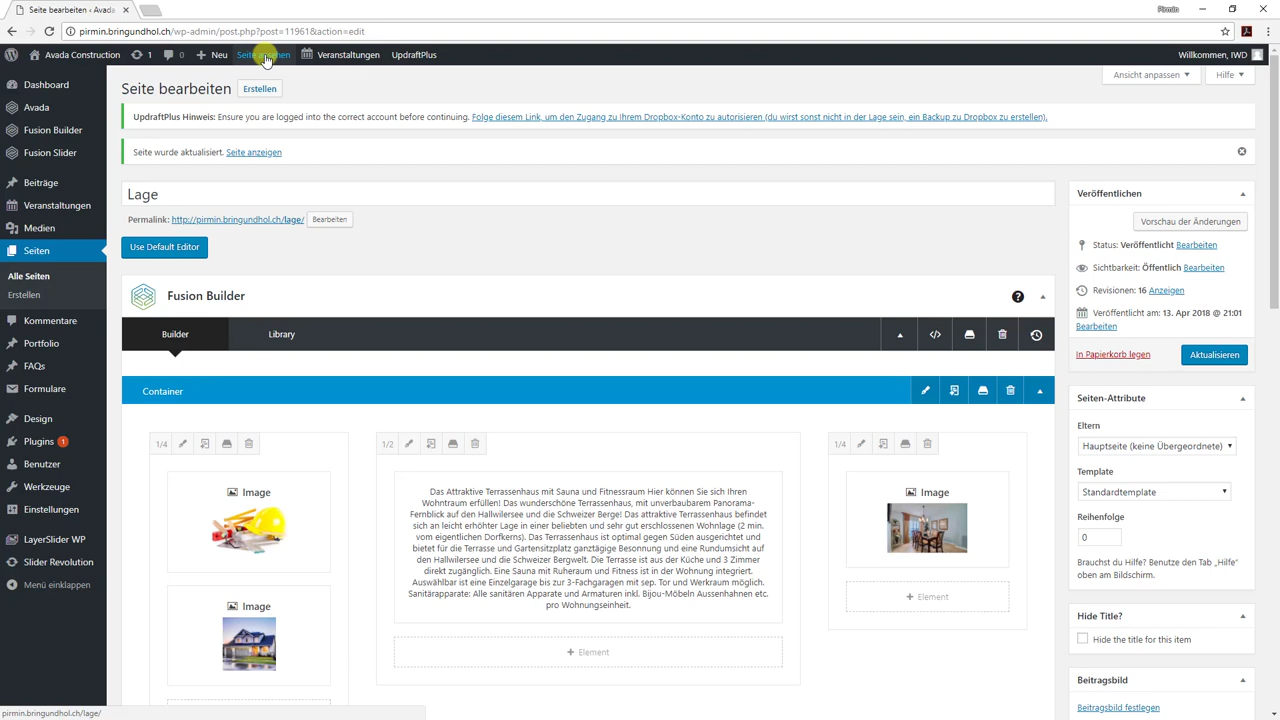 Seite bearbeiten ‹ Avada
Pirmin
pirmin.bringundhol.ch/wp-admin/post.php?post=11961&action=edit
Avada Construction 1 0 Neu Seite ansehen Veranstaltungen UpdraftPlus Willkommen, IWD
Dashboard
Avada
Fusion Builder
Fusion Slider
Beiträge
Veranstaltungen
Medien
Seiten
Alle Seiten
Erstellen
Kommentare
Portfolio
FAQs
Formulare
Design
Plugins 1
Benutzer
Werkzeuge
Einstellungen
LayerSlider WP
Slider Revolution
Menü einklappen
Ansicht anpassen Hilfe
Seite bearbeiten Erstellen
UpdraftPlus Hinweis: Ensure you are logged into the correct account before continuing. Folge diesem Link, um den Zugang zu Ihrem Dropbox-Konto zu autorisieren (du wirst sonst nicht in der Lage sein, ein Backup zu Dropbox zu erstellen).
Seite wurde aktualisiert. Seite anzeigen
Lage
Permalink: http://pirmin.bringundhol.ch/lage/ Bearbeiten
Use Default Editor
Fusion Builder
Builder Library
Container
1/4
Image
Image
1/2
Das Attraktive Terrassenhaus mit Sauna und Fitnessraum Hier können Sie sich Ihren
Wohntraum erfüllen! Das wunderschöne Terrassenhaus, mit unverbaubarem Panorama-
Fernblick auf den Hallwilersee und die Schweizer Berge! Das attraktive Terrassenhaus befindet
sich an leicht erhöhter Lage in einer beliebten und sehr gut erschlossenen Wohnlage (2 min.
vom eigentlichen Dorfkerns). Das Terrassenhaus ist optimal gegen Süden ausgerichtet und
bietet für die Terrasse und Gartensitzplatz ganztägige Besonnung und eine Rundumsicht auf
den Hallwilersee und die Schweizer Bergwelt. Die Terrasse ist aus der Küche und 3 Zimmer
direkt zugänglich. Eine Sauna mit Ruheraum und Fitness ist in der Wohnung integriert.
Auswählbar ist eine Einzelgarage bis zur 3-Fachgaragen mit sep. Tor und Werkraum möglich.
Sanitärapparate: Alle sanitären Apparate und Armaturen inkl. Bijou-Möbeln Aussenhahnen etc.
pro Wohnungseinheit.
+ Element
1/4
Image
+ Element
Veröffentlichen
Vorschau der Änderungen
Status: Veröffentlicht Bearbeiten
Sichtbarkeit: Öffentlich Bearbeiten
Revisionen: 16 Anzeigen
Veröffentlicht am: 13. Apr 2018 @ 21:01
Bearbeiten
In Papierkorb legen Aktualisieren
Seiten-Attribute
Eltern
Hauptseite (keine Übergeordnete)
Template
Standardtemplate
Reihenfolge
0
Brauchst du Hilfe? Benutze den Tab „Hilfe“
oben am Bildschirm.
Hide Title?
Hide the title for this item
Beitragsbild
Beitragsbild festlegen
pirmin.bringundhol.ch/lage/